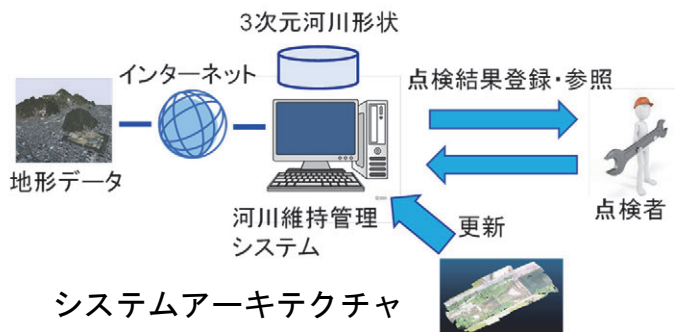 3次元河川形状
インターネット
点検結果登録・参照
地形データ
河川維持管理
システム
更新
点検者
システムアーキテクチャ